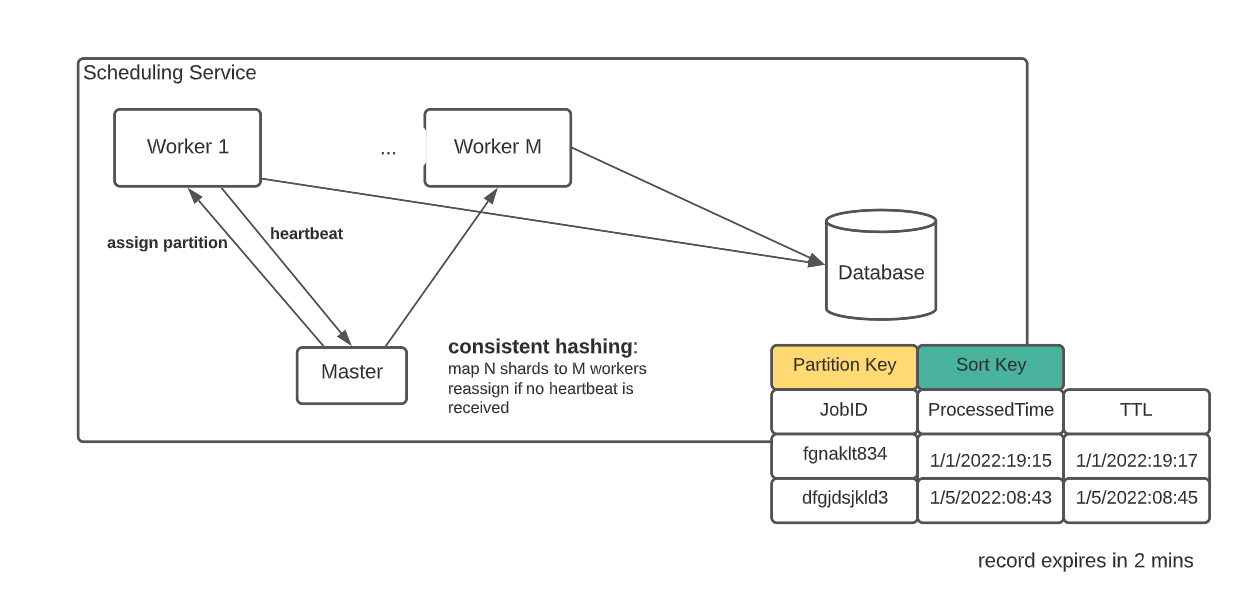 Scheduling Service
Worker 1
...
Worker M
assign partition
heartbeat
Database
Master
consistent hashing:
map N shards to M workers
reassign if no heartbeat is
received
Partition Key
Sort Key
JobID
ProcessedTime
TTL
fgnaklt834
1/1/2022:19:15
1/1/2022:19:17
dfgjdsjkld3
1/5/2022:08:43
1/5/2022:08:45
record expires in 2 mins